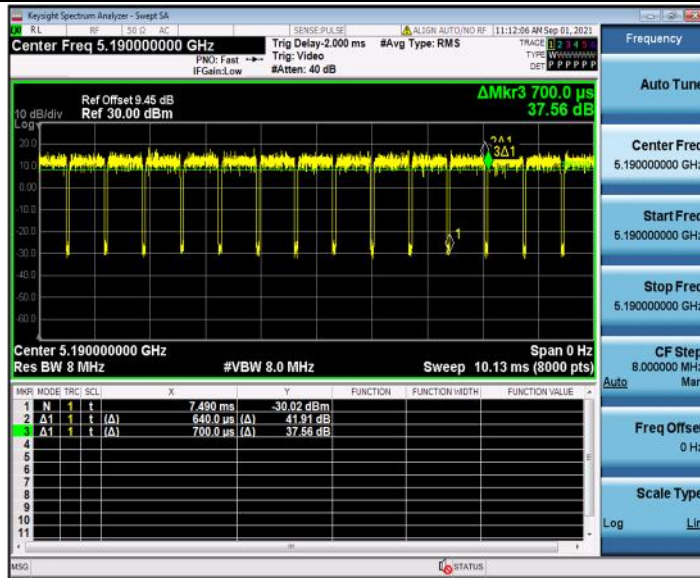 Keysight Spectrum Analyzer - Swept SA
RL RF 50 Ω AC SENSE:PULSE ALIGN AUTO/NO RF 11:12:06 AM Sep 01, 2021
Center Freq 5.190000000 GHz
PNO: Fast
IFGain:Low
Trig Delay-2.000 ms
Trig: Video
#Atten: 40 dB
#Avg Type: RMS
TRACE 1 2 3 4 5 6
TYPE
DET P P P P P P
Frequency
Auto Tune
Center Freq
5.190000000 GHz
Start Freq
5.190000000 GHz
Stop Freq
5.190000000 GHz
CF Step
8.000000 MHz
Auto Man
Freq Offset
0 Hz
Scale Type
Log Lin
ΔMkr3 700.0 µs
37.56 dB
Ref Offset 9.45 dB
10 dB/div Ref 30.00 dBm
Log
20.0
10.0
0.00
-10.0
-20.0
-30.0
-40.0
-50.0
-60.0
3Δ1
1
Center 5.190000000 GHz Span 0 Hz
Res BW 8 MHz #VBW 8.0 MHz Sweep 10.13 ms (8000 pts)
MKR MODE TRC SCL X Y FUNCTION FUNCTION WIDTH FUNCTION VALUE
1 N 1 t 7.490 ms -30.02 dBm
2 Δ1 1 t (Δ) 640.0 µs (Δ) 41.91 dB
3 Δ1 1 t (Δ) 700.0 µs (Δ) 37.56 dB
4
5
6
7
8
9
10
11
MSG STATUS